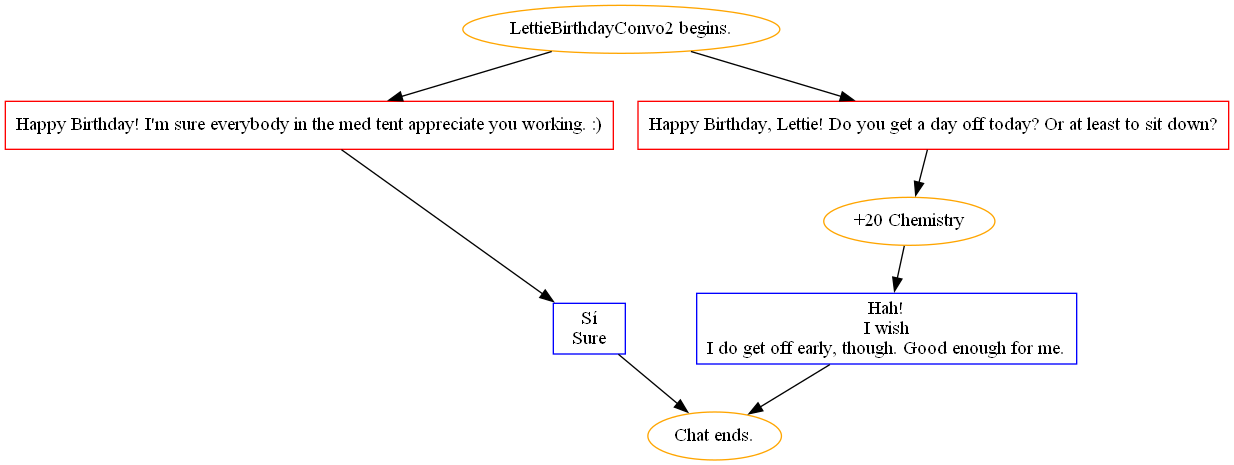 LettieBirthdayConvo2 begins.
Happy Birthday! I'm sure everybody in the med tent appreciate you working. :)
Happy Birthday, Lettie! Do you get a day off today? Or at least to sit down?
+20 Chemistry
Sí
Sure
Hah!
I wish
I do get off early, though. Good enough for me.
Chat ends.